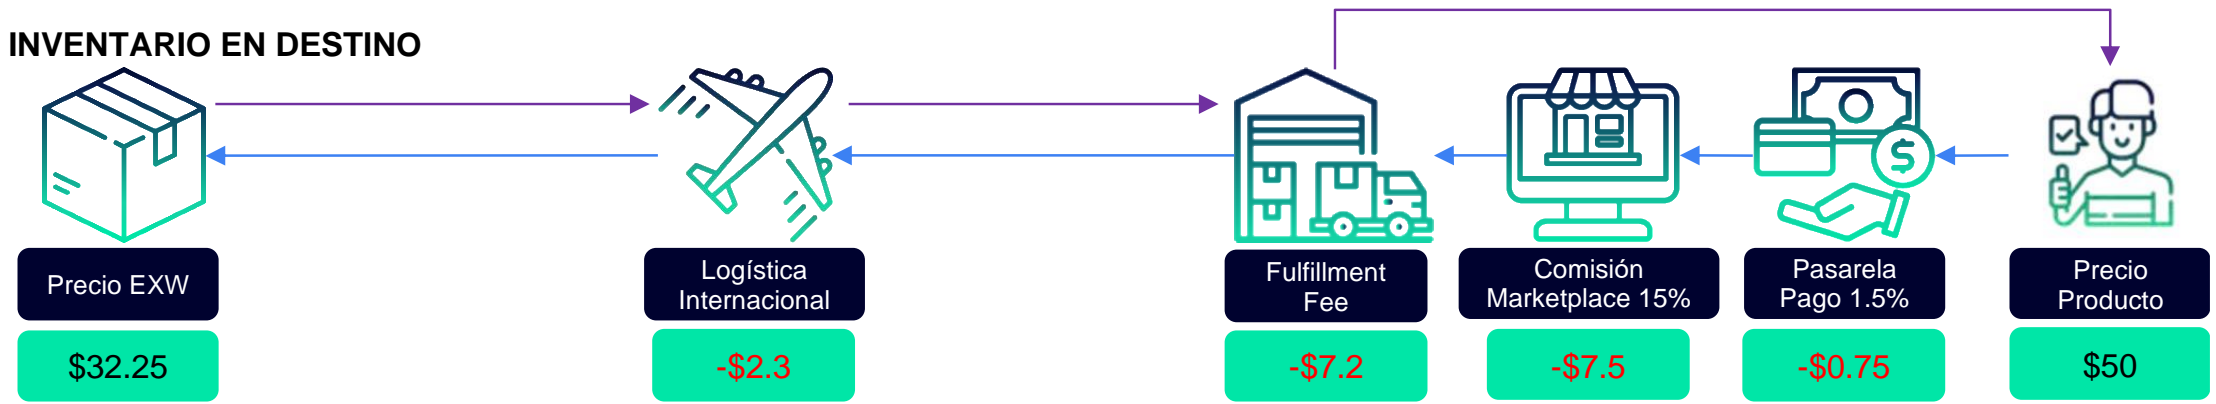 INVENTARIO EN DESTINO
Precio EXW
$32.25
Logística
Internacional
-$2.3
Fulfillment
Fee
-$7.2
Comisión
Marketplace 15%
-$7.5
Pasarela
Pago 1.5%
-$0.75
Precio
Producto
$50